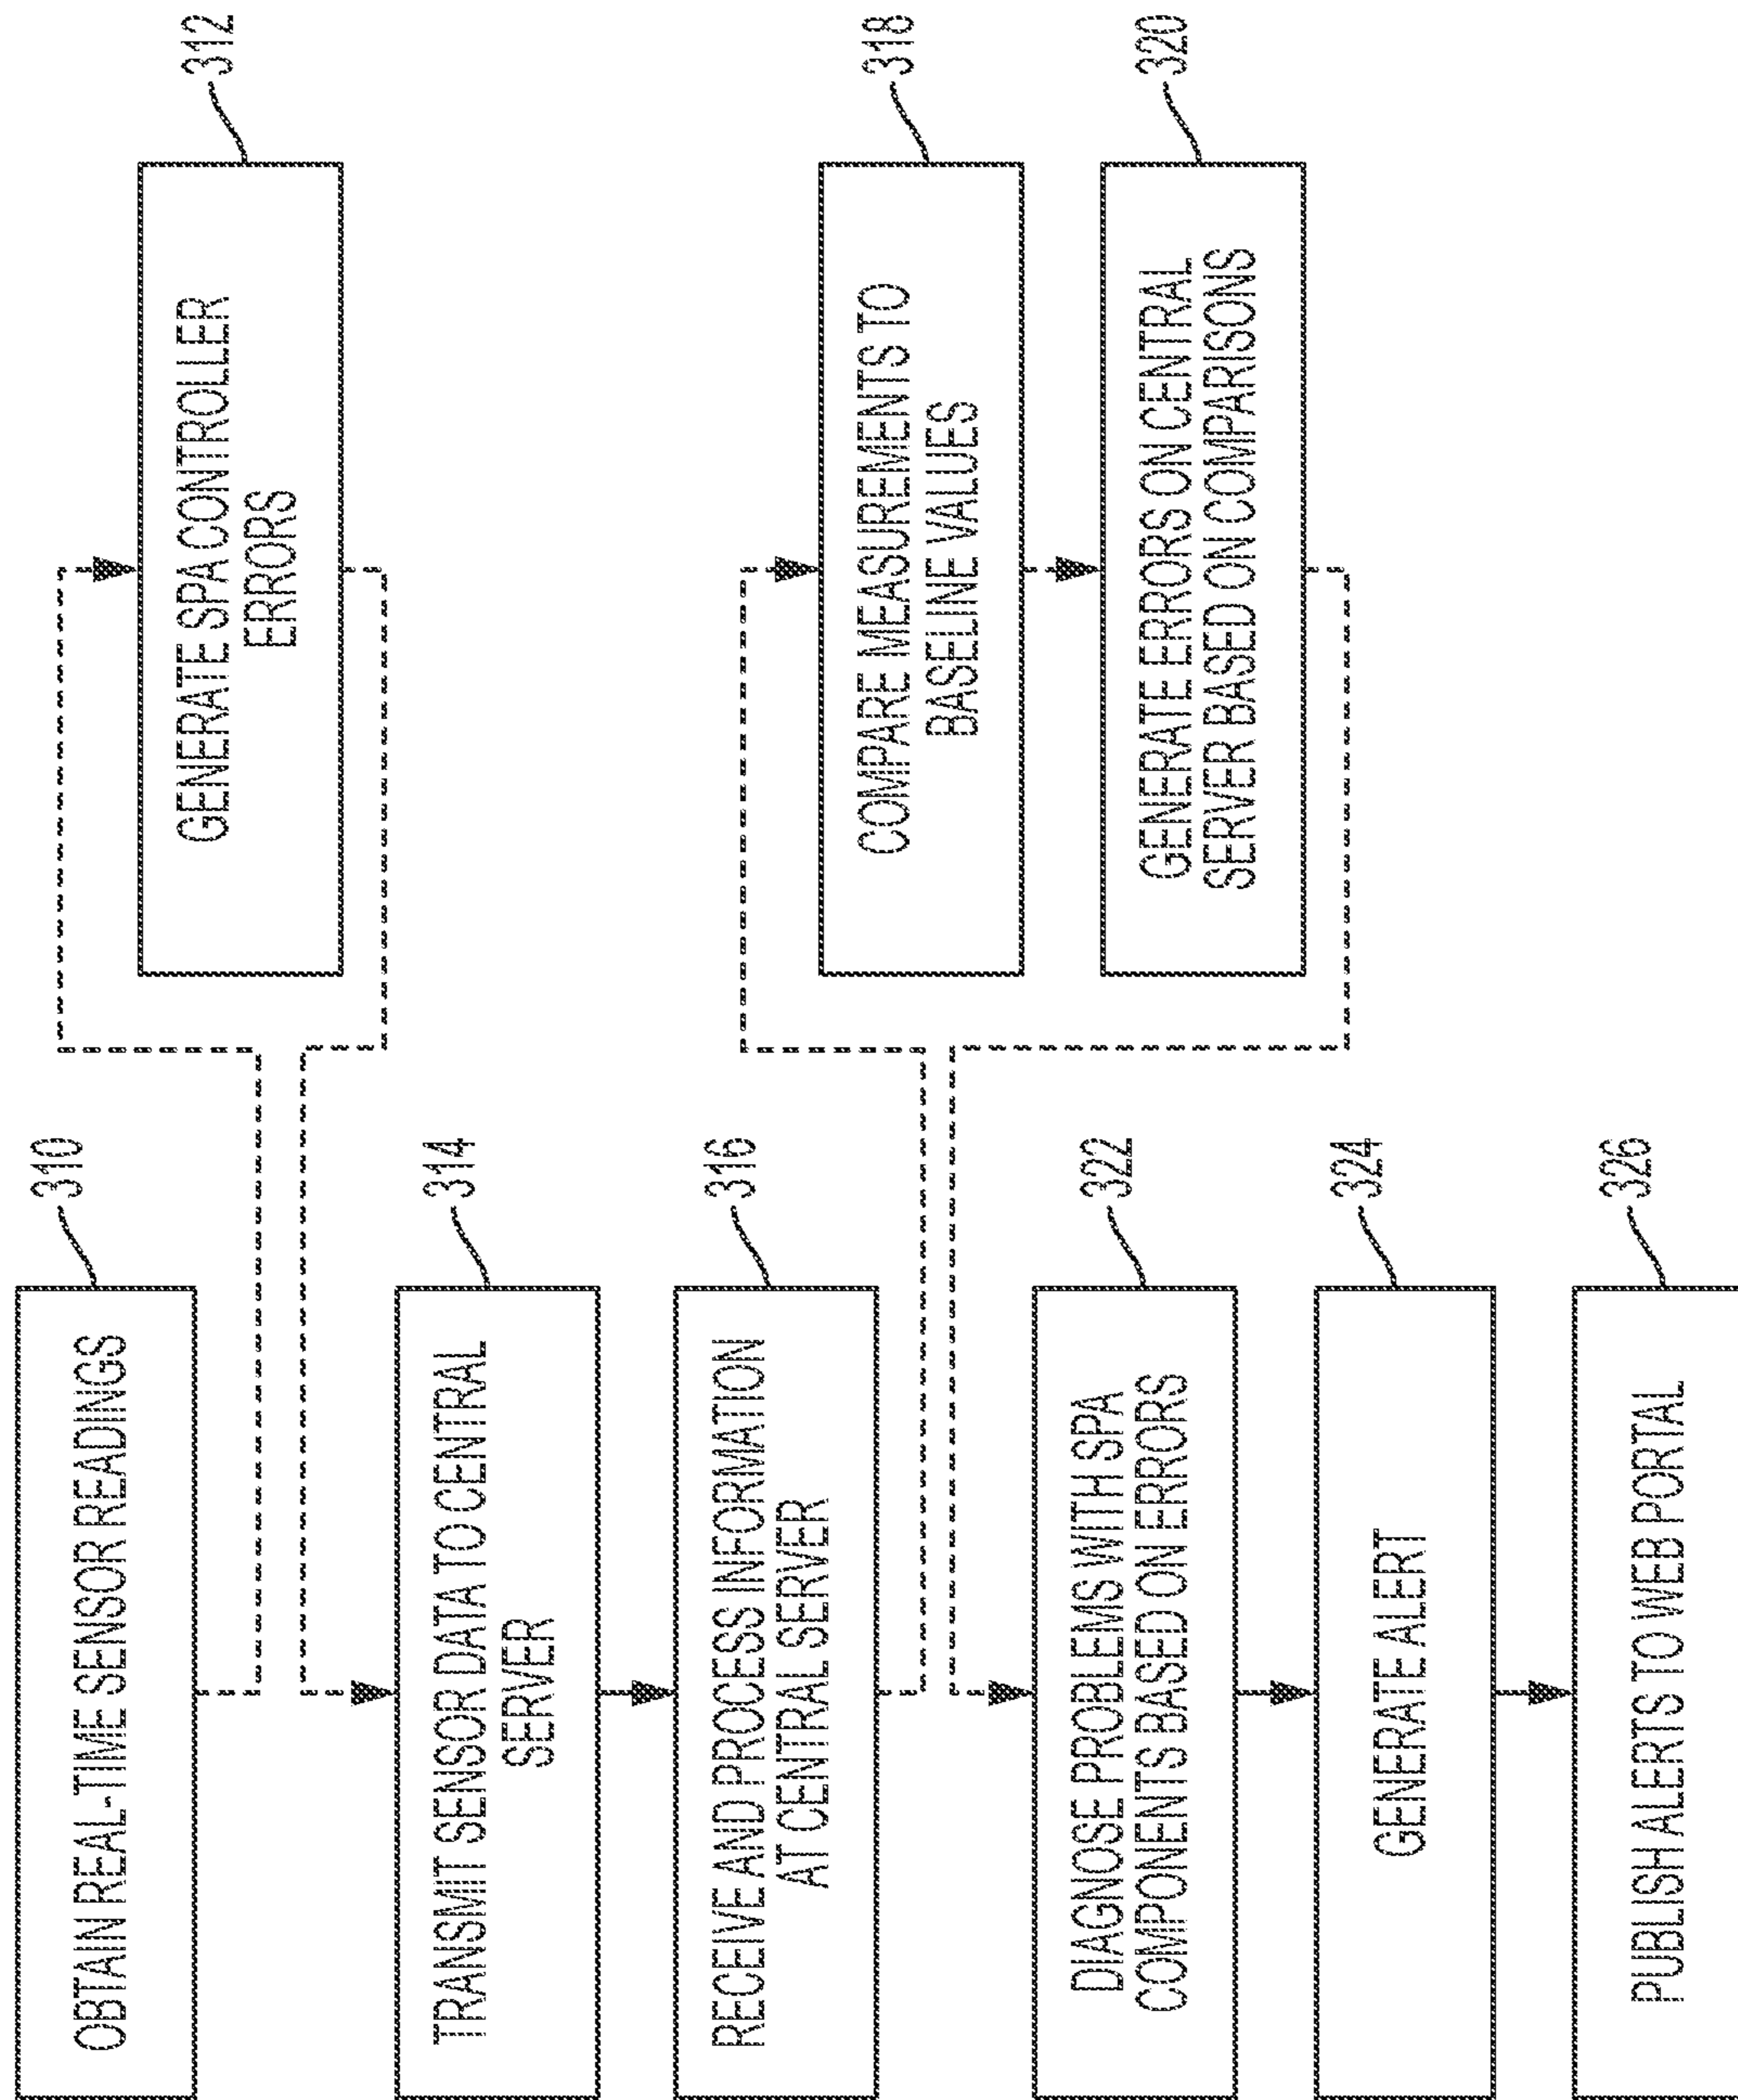 310
OBTAIN REAL-TIME SENSOR READINGS
312
GENERATE SPA CONTROLLER
ERRORS
314
TRANSMIT SENSOR DATA TO CENTRAL
SERVER
316
RECEIVE AND PROCESS INFORMATION
AT CENTRAL SERVER
318
COMPARE MEASUREMENTS TO
BASELINE VALUES
320
GENERATE ERRORS ON CENTRAL
SERVER BASED ON COMPARISONS
322
DIAGNOSE PROBLEMS WITH SPA
COMPONENTS BASED ON ERRORS
324
GENERATE ALERT
326
PUBLISH ALERTS TO WEB PORTAL